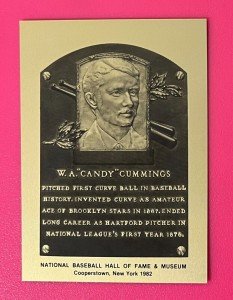 W. A. "CANDY" CUMMINGS
PITCHED FIRST CURVE BALL IN BASEBALL
HISTORY. INVENTED CURVE AS AMATEUR
ACE OF BROOKLYN STARS IN 1867. ENDED
LONG CAREER AS HARTFORD PITCHER IN
NATIONAL LEAGUE'S FIRST YEAR 1876.
NATIONAL BASEBALL HALL OF FAME & MUSEUM
Cooperstown, New York 1982